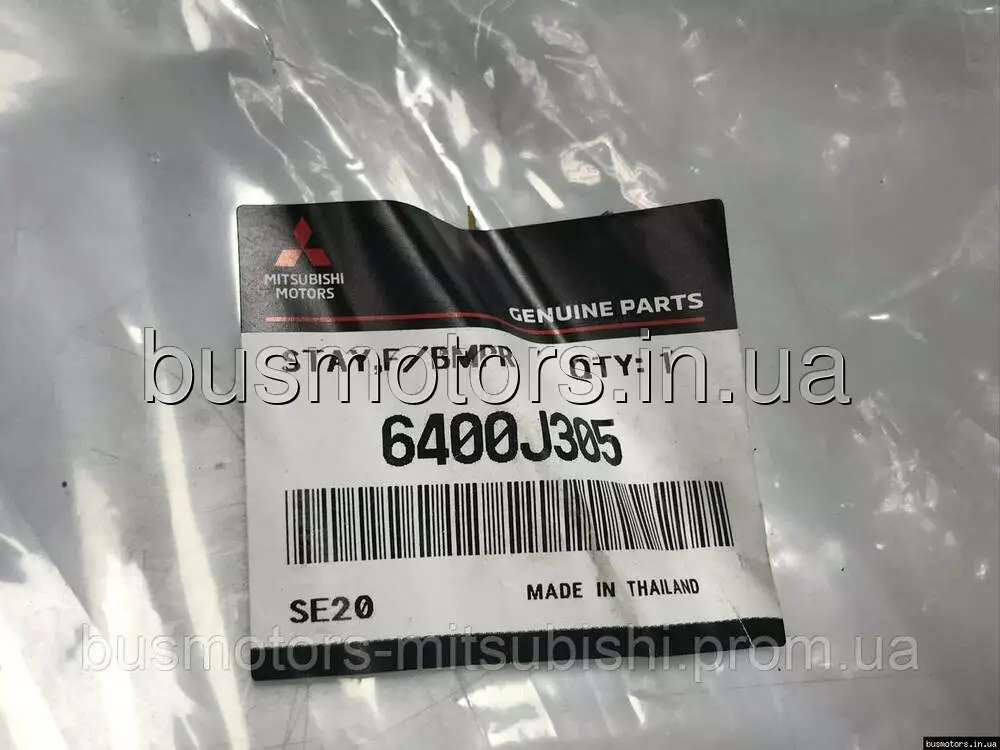 MITSUBISHI
MOTORS
GENUINE PARTS
STAY,F/BMPR QTY: 1
busmotors.in.ua
6400J305
SE20 MADE IN THAILAND
busmotors-mitsubishi.prom.ua
busmotors.in.ua